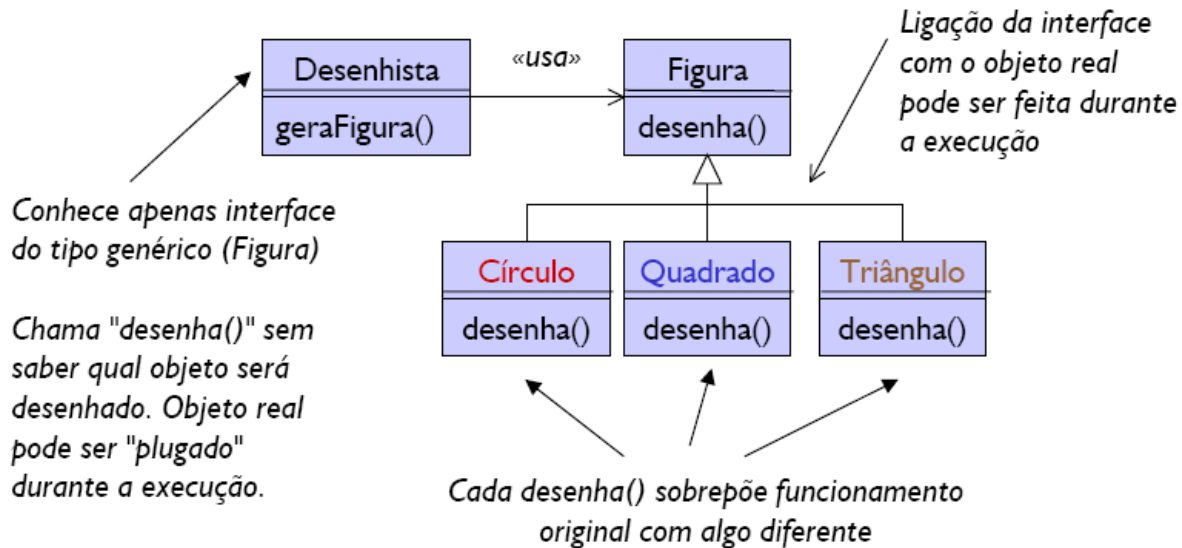 Desenhista
geraFigura()
«usa»
Figura
desenha()
Ligação da interface
com o objeto real
pode ser feita durante
a execução
Conhece apenas interface
do tipo genérico (Figura)
Chama "desenha()" sem
saber qual objeto será
desenhado. Objeto real
pode ser "plugado"
durante a execução.
Círculo
desenha()
Quadrado
desenha()
Triângulo
desenha()
Cada desenha() sobrepõe funcionamento
original com algo diferente